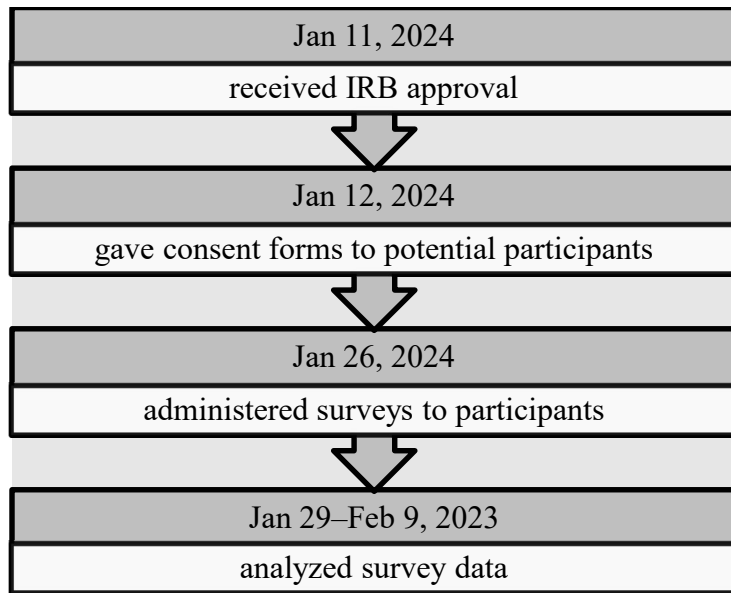 Jan 11, 2024
received IRB approval
Jan 12, 2024
gave consent forms to potential participants
Jan 26, 2024
administered surveys to participants
Jan 29–Feb 9, 2023
analyzed survey data